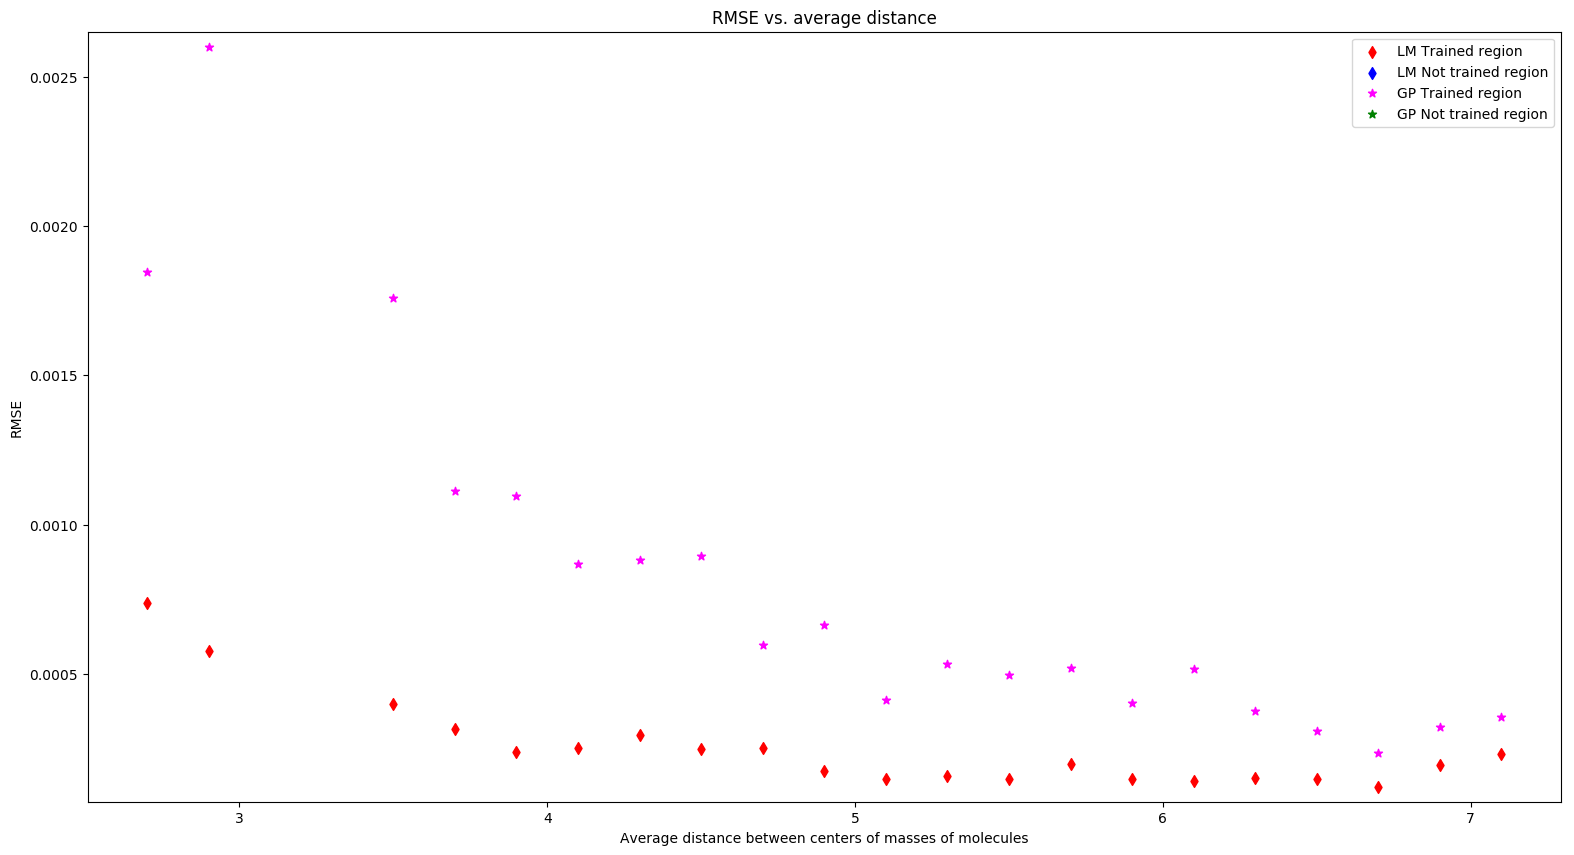 RMSE vs. average distance
LM Trained region
LM Not trained region
GP Trained region
GP Not trained region
RMSE
0.0025
0.0020
0.0015
0.0010
0.0005
3
4
5
6
7
Average distance between centers of masses of molecules